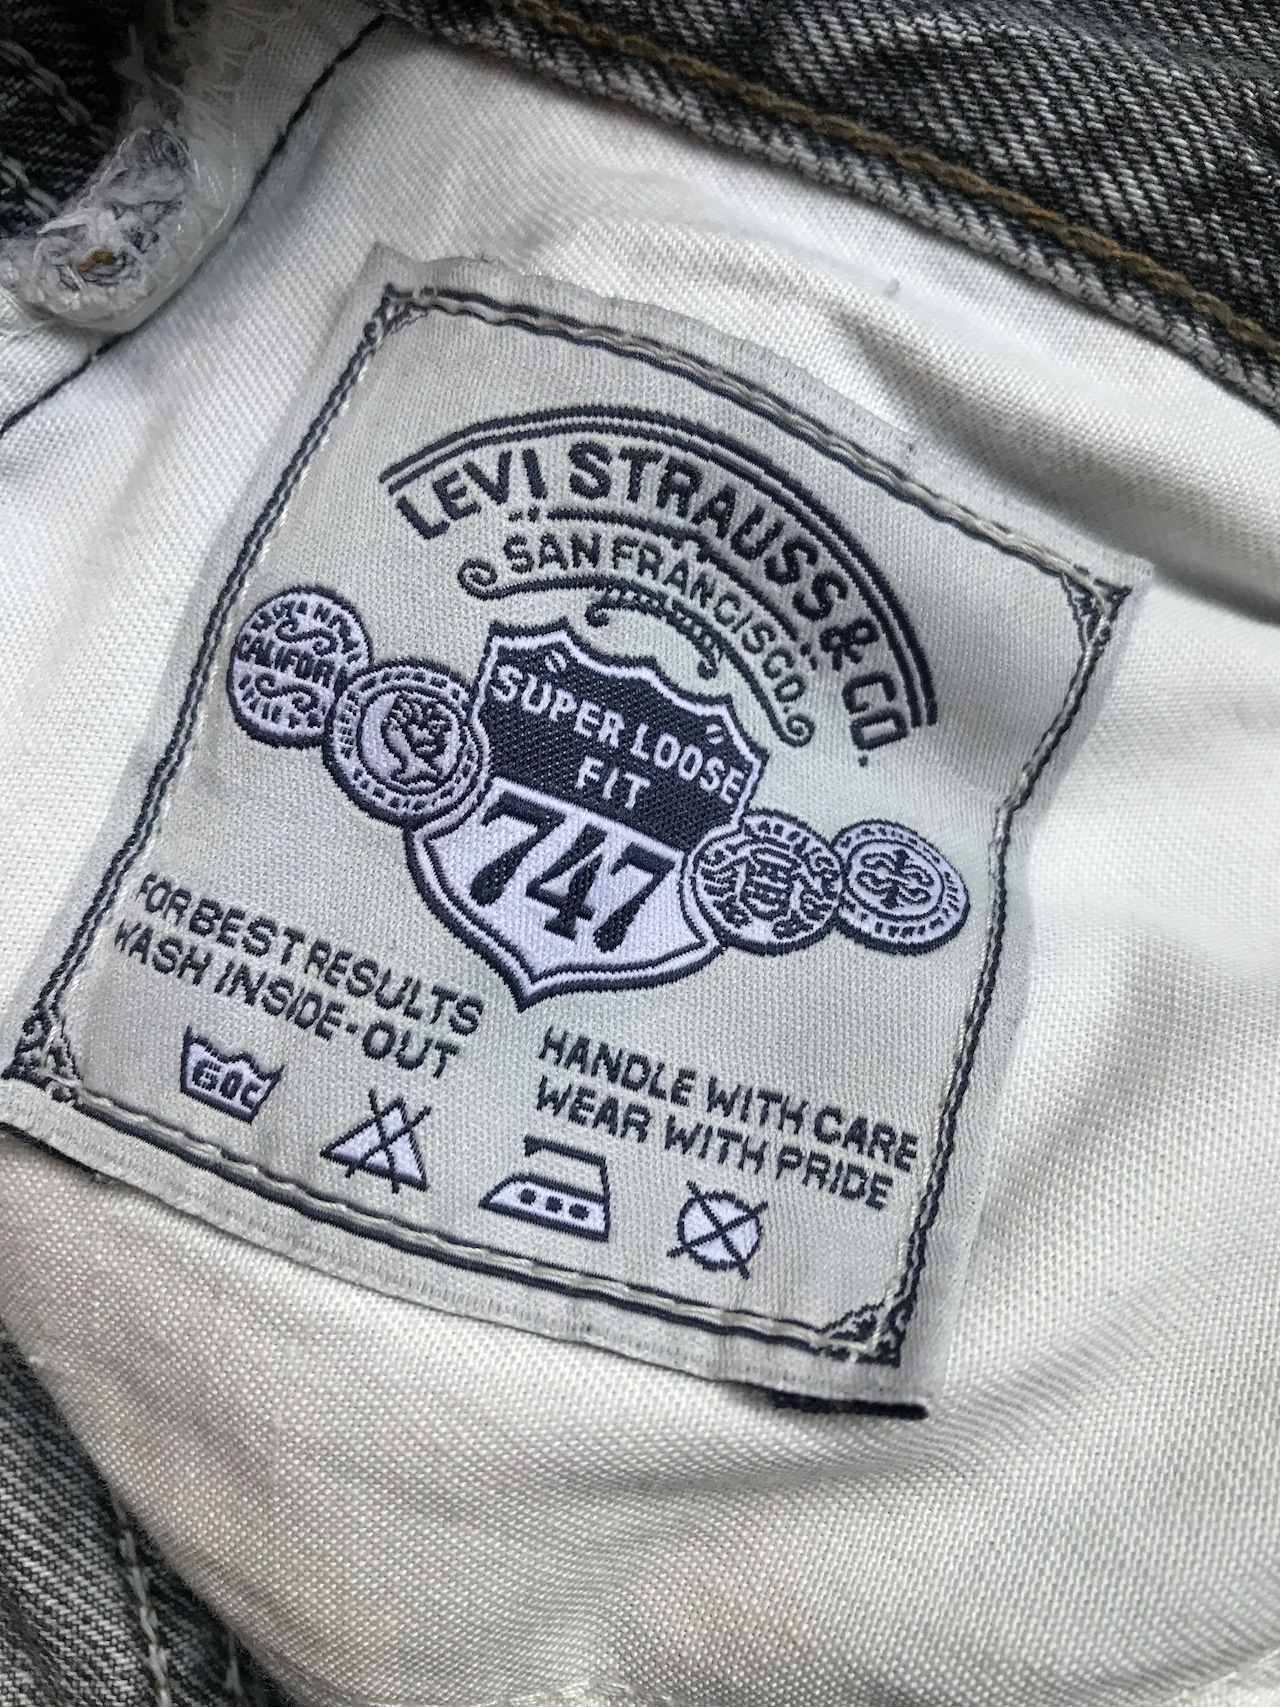 LEVI STRAUSS & CO.
SAN FRANCISCO.
SUPER LOOSE
FIT
747
FOR BEST RESULTS
WASH INSIDE-OUT
60C
HANDLE WITH CARE
WEAR WITH PRIDE